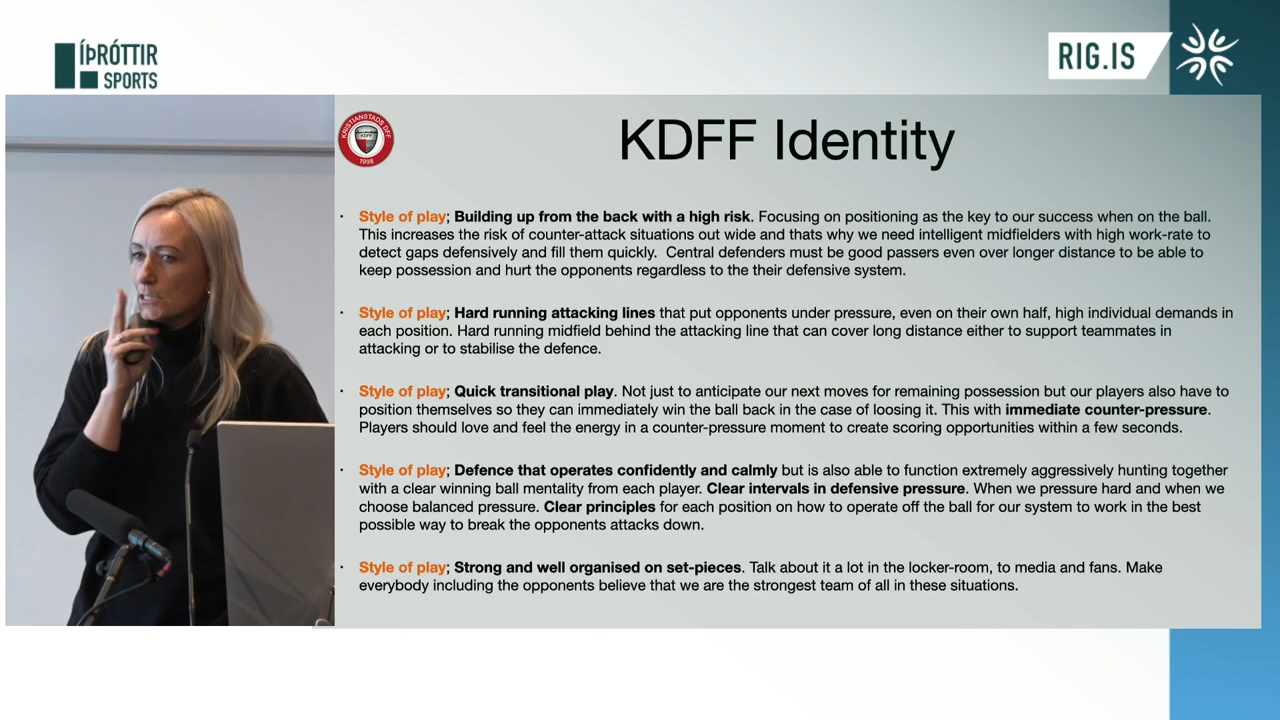 ÍÞRÓTTIR
SPORTS
RIG.IS
KRISTIANSTADS DFF
KDFF
1998
KDFF Identity
· Style of play; Building up from the back with a high risk. Focusing on positioning as the key to our success when on the ball.
This increases the risk of counter-attack situations out wide and thats why we need intelligent midfielders with high work-rate to
detect gaps defensively and fill them quickly.  Central defenders must be good passers even over longer distance to be able to
keep possession and hurt the opponents regardless to the their defensive system.
· Style of play; Hard running attacking lines that put opponents under pressure, even on their own half, high individual demands in
each position. Hard running midfield behind the attacking line that can cover long distance either to support teammates in
attacking or to stabilise the defence.
· Style of play; Quick transitional play. Not just to anticipate our next moves for remaining possession but our players also have to
position themselves so they can immediately win the ball back in the case of loosing it. This with immediate counter-pressure.
Players should love and feel the energy in a counter-pressure moment to create scoring opportunities within a few seconds.
· Style of play; Defence that operates confidently and calmly but is also able to function extremely aggressively hunting together
with a clear winning ball mentality from each player. Clear intervals in defensive pressure. When we pressure hard and when we
choose balanced pressure. Clear principles for each position on how to operate off the ball for our system to work in the best
possible way to break the opponents attacks down.
· Style of play; Strong and well organised on set-pieces. Talk about it a lot in the locker-room, to media and fans. Make
everybody including the opponents believe that we are the strongest team of all in these situations.